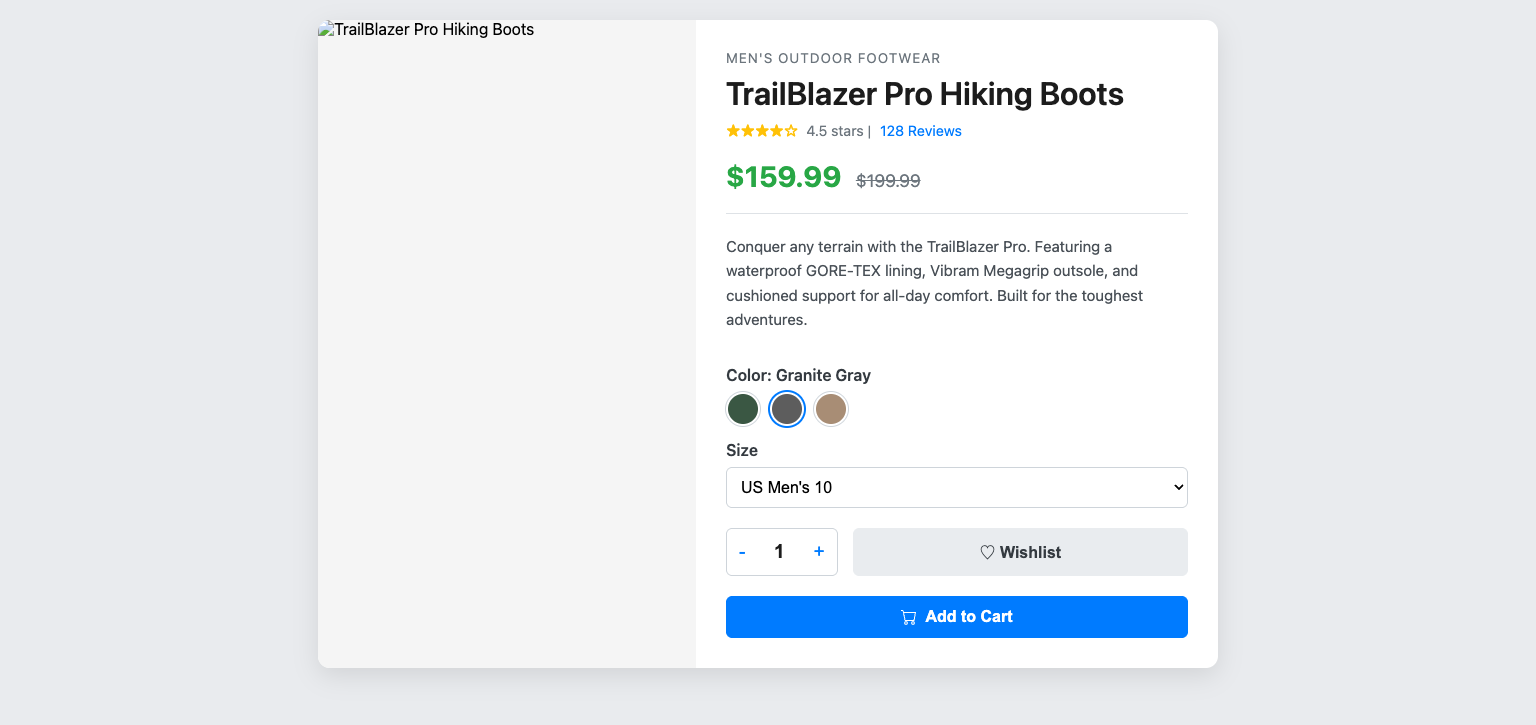 TrailBlazer Pro Hiking Boots
MEN'S OUTDOOR FOOTWEAR
TrailBlazer Pro Hiking Boots
4.5 stars | 128 Reviews
$159.99 $199.99
Conquer any terrain with the TrailBlazer Pro. Featuring a
waterproof GORE-TEX lining, Vibram Megagrip outsole, and
cushioned support for all-day comfort. Built for the toughest
adventures.
Color: Granite Gray
Size
US Men's 10
- 1 + Wishlist
Add to Cart